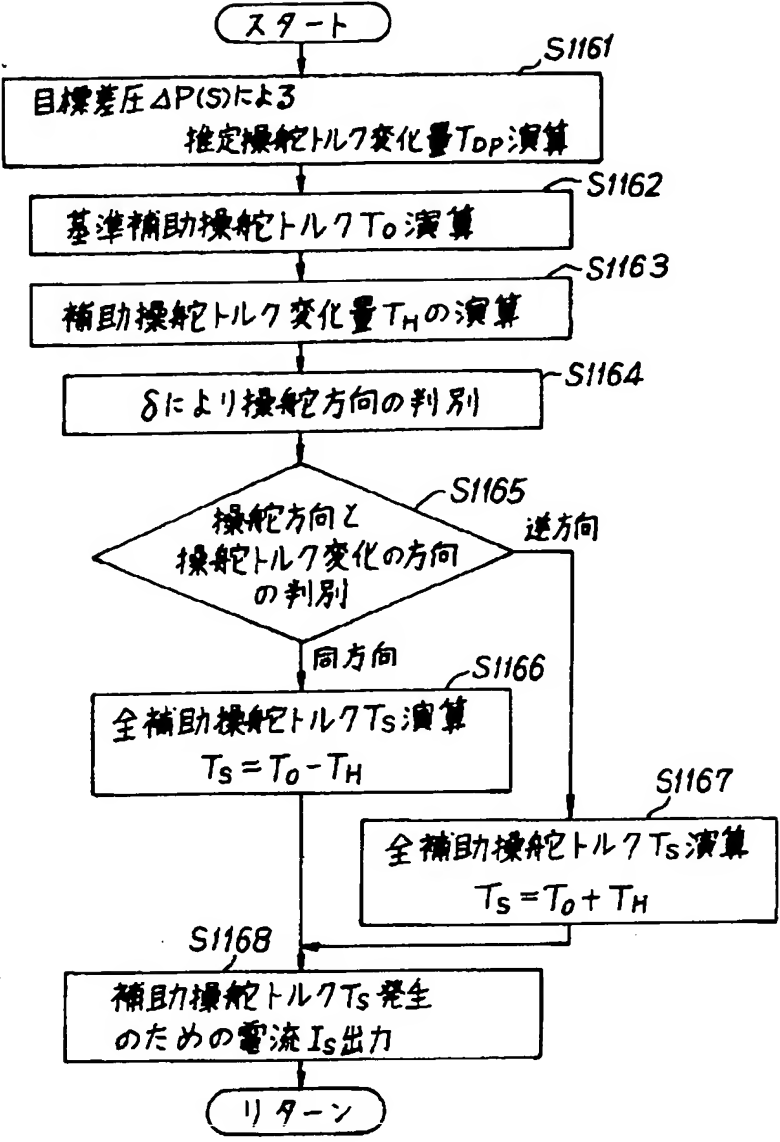 スタート
S1161
目標差圧ΔP(S)による
推定操舵トルク変化量TDP演算
S1162
基準補助操舵トルクTO演算
S1163
補助操舵トルク変化量THの演算
S1164
δにより操舵方向の判別
S1165
操舵方向と
操舵トルク変化の方向
の判別
逆方向
同方向
S1166
全補助操舵トルクTS演算
TS=TO-TH
S1167
全補助操舵トルクTS演算
TS=TO+TH
S1168
補助操舵トルクTS発生
のための電流IS出力
リターン